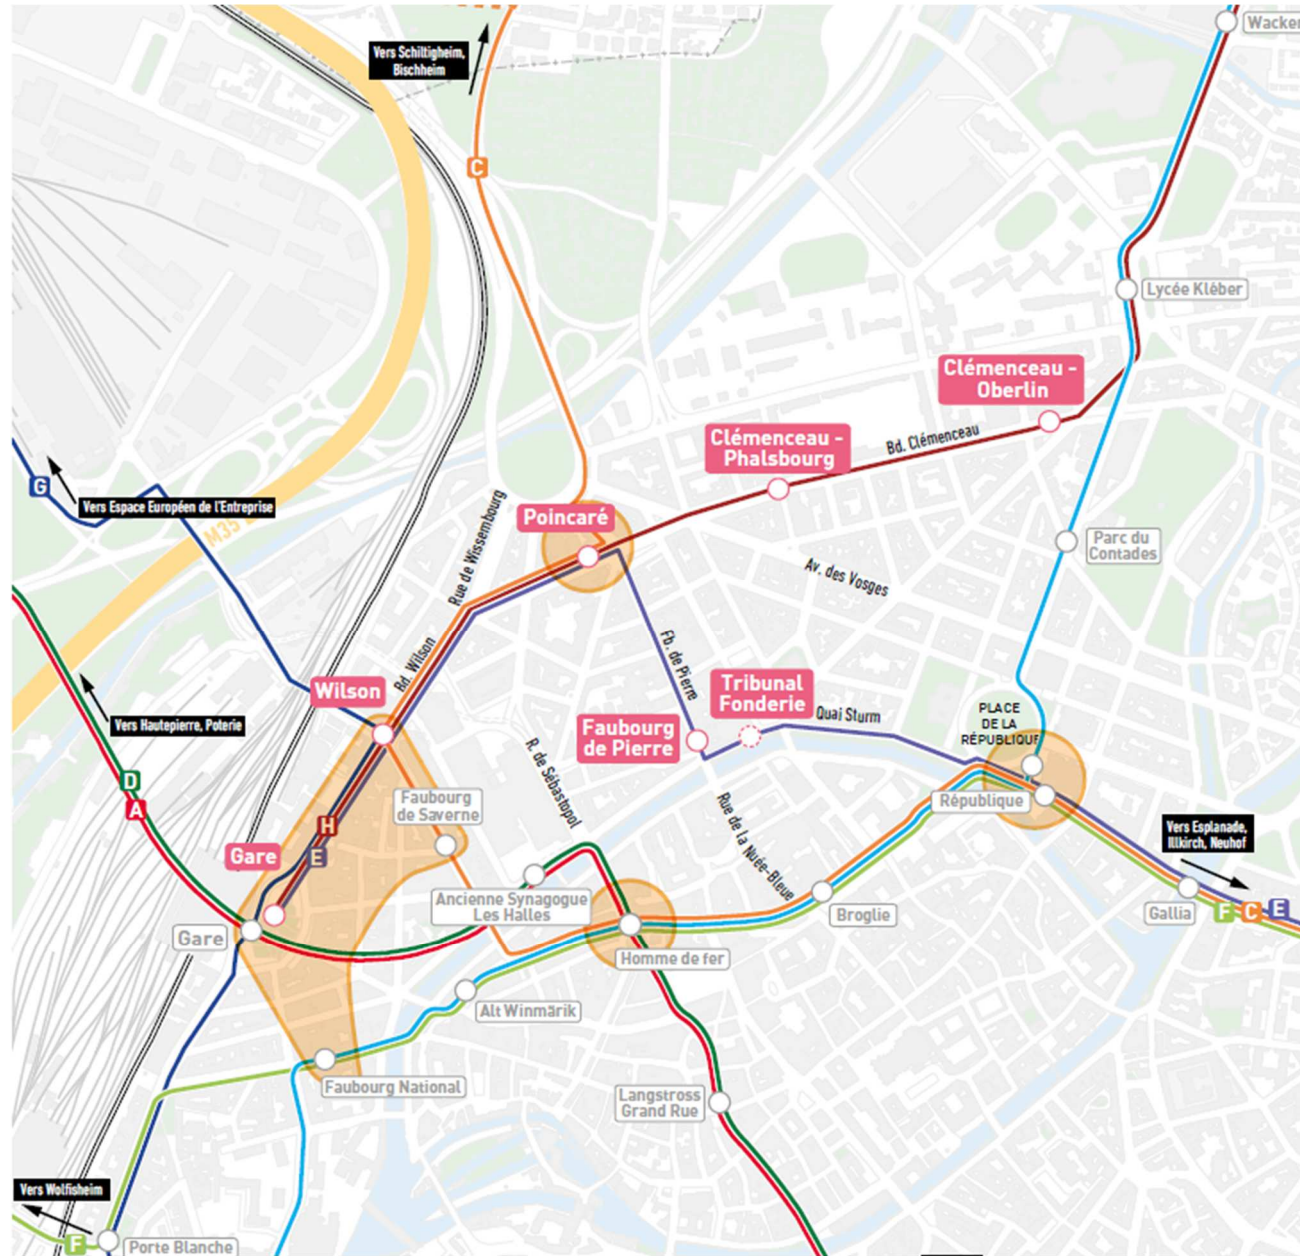 Wacken
Vers Schiltigheim,
Bischheim
C
Lycée Kléber
Clémenceau -
Oberlin
Clémenceau -
Phalsbourg
Bd. Clémenceau
G
Vers Espace Européen de l'Entreprise
M35
Rue de Wissembourg
Poincaré
Parc du
Contades
Av. des Vosges
Bd. Wilson
Fb. de Pierre
Wilson
Tribunal
Fonderie
Quai Sturm
PLACE
DE LA
RÉPUBLIQUE
Vers Hautepierre, Poterie
Faubourg
de Pierre
D
A
R. de Sébastopol
Faubourg
de Saverne
République
Rue de la Nuée-Bleue
Vers Esplanade,
Illkirch, Neuhof
H
E
Gare
Ancienne Synagogue
Les Halles
Broglie
Gallia
F C E
Gare
Homme de fer
Alt Winmärik
Faubourg National
Langstross
Grand Rue
Vers Wolfisheim
F
Porte Blanche